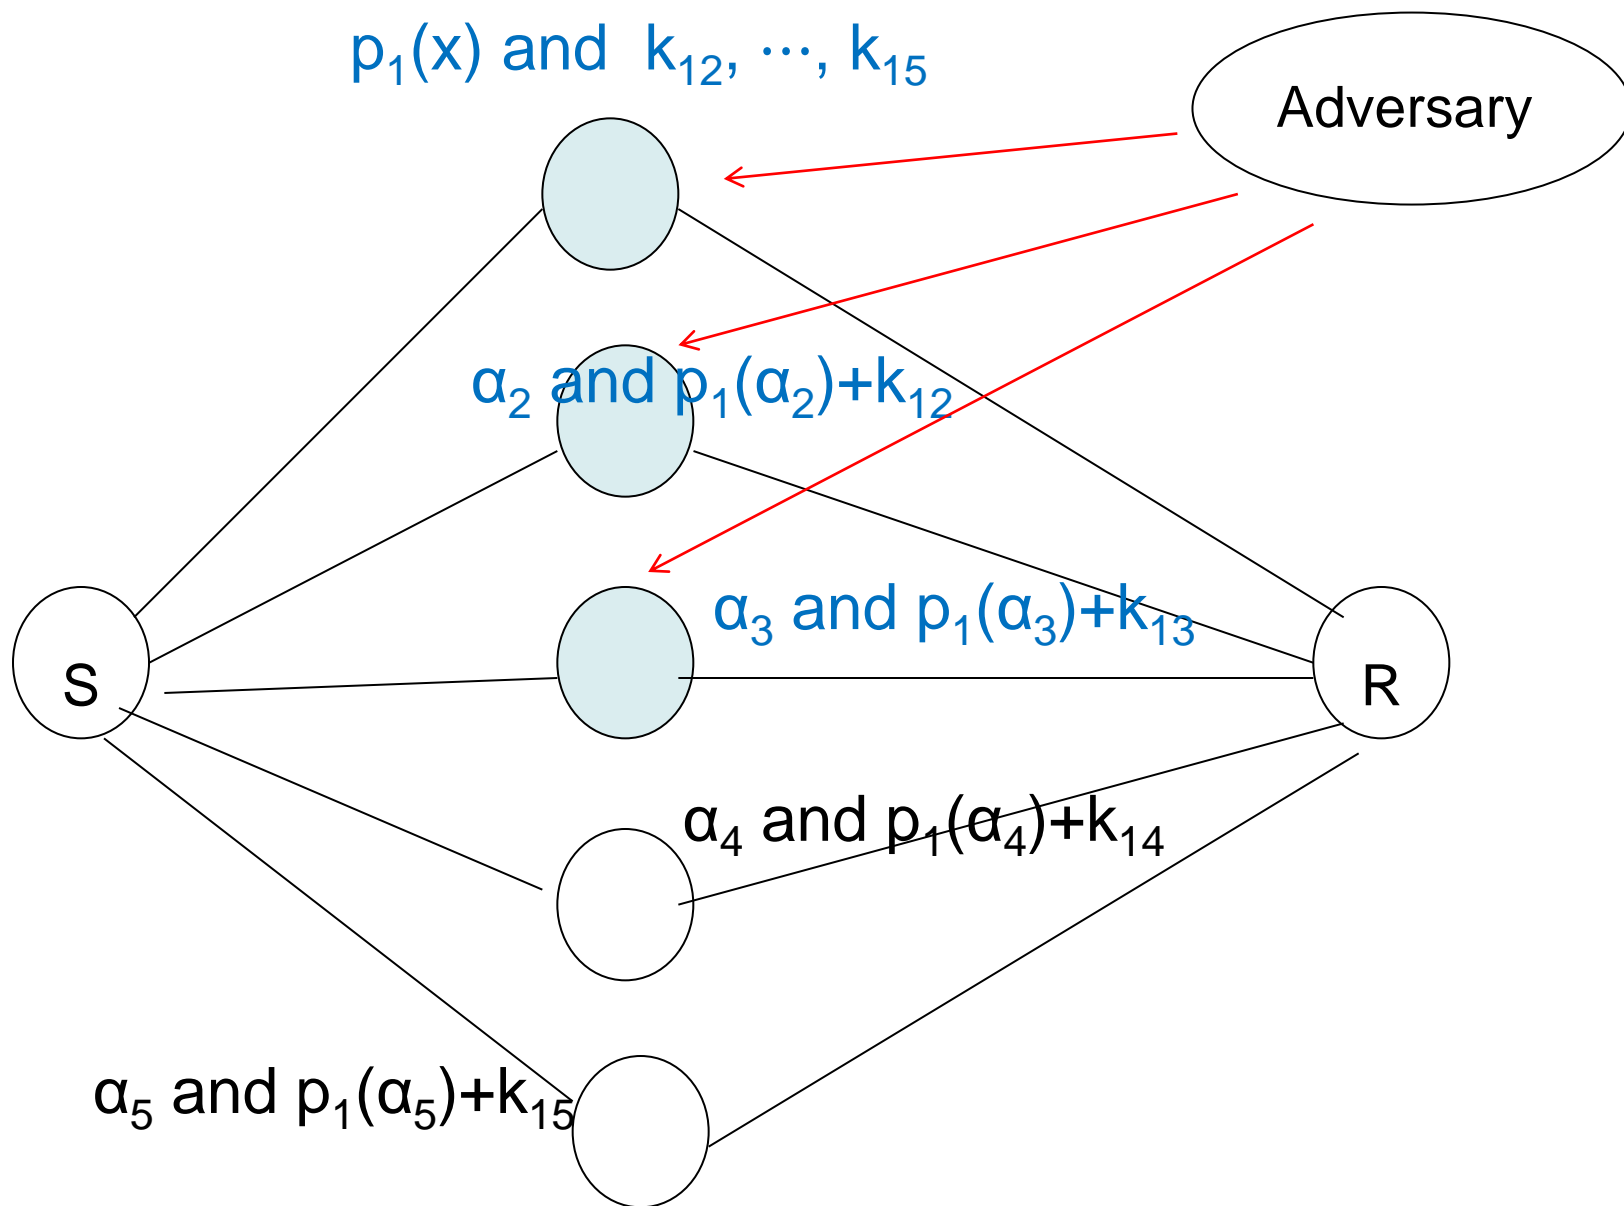 p₁(x) and k₁₂, ⋯, k₁₅
Adversary
α₂ and p₁(α₂)+k₁₂
α₃ and p₁(α₃)+k₁₃
S
R
α₄ and p₁(α₄)+k₁₄
α₅ and p₁(α₅)+k₁₅